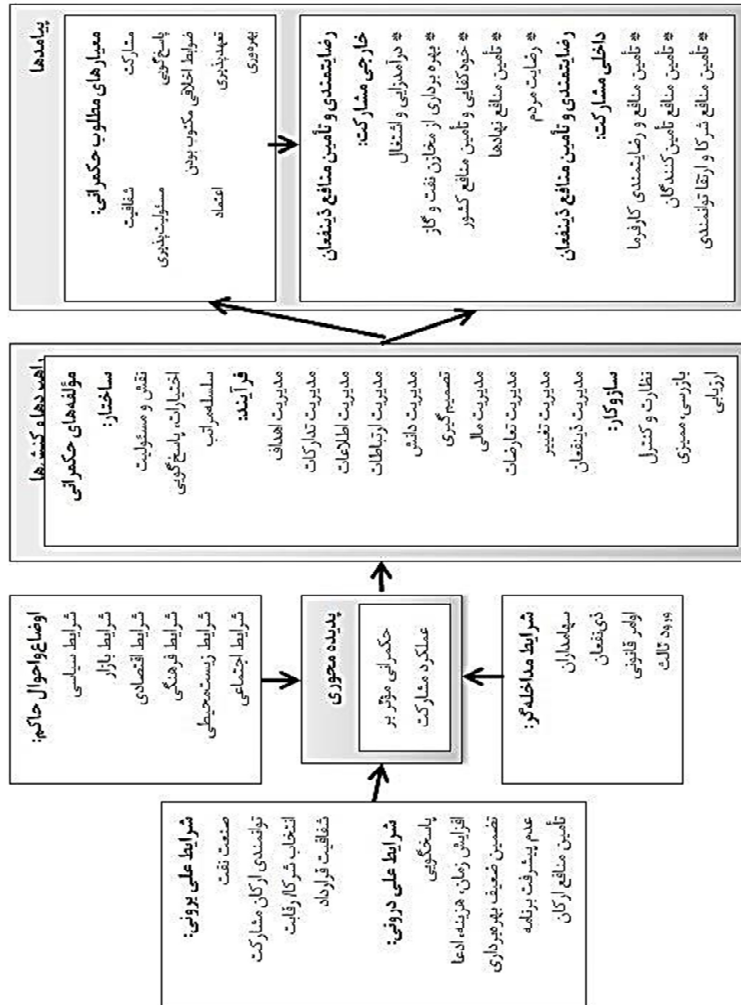 شرایط علی برونی:
صنعت نفت
توانمندی ارکان مشارکت
انتخاب شرکا/رقابت
شفافیت قرارداد
شرایط علی درونی:
پاسخگویی
افزایش زمان، هزینه، ادعا
تضمین ضعیف بهره‌برداری
عدم پیشرفت برنامه
تأمین منافع ارکان
اوضاع‌واحوال حاکم:
شرایط سیاسی
شرایط بازار
شرایط اقتصادی
شرایط فرهنگی
شرایط زیست‌محیطی
شرایط اجتماعی
پدیده محوری
حکمرانی مؤثر بر
عملکرد مشارکت
شرایط مداخله‌گر:
سهامداران
ذی‌نفعان
اوامر قانونی
ورود ثالث
راهبردها و کنش‌ها
مؤلفه‌های حکمرانی
ساختار:
نقش و مسئولیت
اختیارات، پاسخ‌گویی
سلسله‌مراتب
فرآیند:
مدیریت اهداف
مدیریت تدارکات
مدیریت اطلاعات
مدیریت ارتباطات
مدیریت دانش
تصمیم‌گیری
مدیریت مالی
مدیریت تعارضات
مدیریت تغییر
مدیریت ذینفعان
سازوکار:
نظارت و کنترل
بازرسی، ممیزی
ارزیابی
پیامدها
معیارهای مطلوب حکمرانی:
شفافیت مشارکت
مسئولیت‌پذیری پاسخ‌گویی
ضوابط اخلاقی مکتوب بودن
اعتماد تعهدپذیری
بهره‌وری
رضایتمندی و تأمین منافع ذینفعان
خارجی مشارکت:
* درآمدزایی و اشتغال
* بهره برداری از مخازن نفت و گاز
* خودکفایی و تأمین منافع کشور
* تأمین منافع نهادها
* رضایت مردم
رضایتمندی و تأمین منافع ذینفعان
داخلی مشارکت:
* تأمین منافع و رضایتمندی کارفرما
* تأمین منافع تأمین‌کنندگان
* تأمین منافع شرکا و ارتقا توانمندی